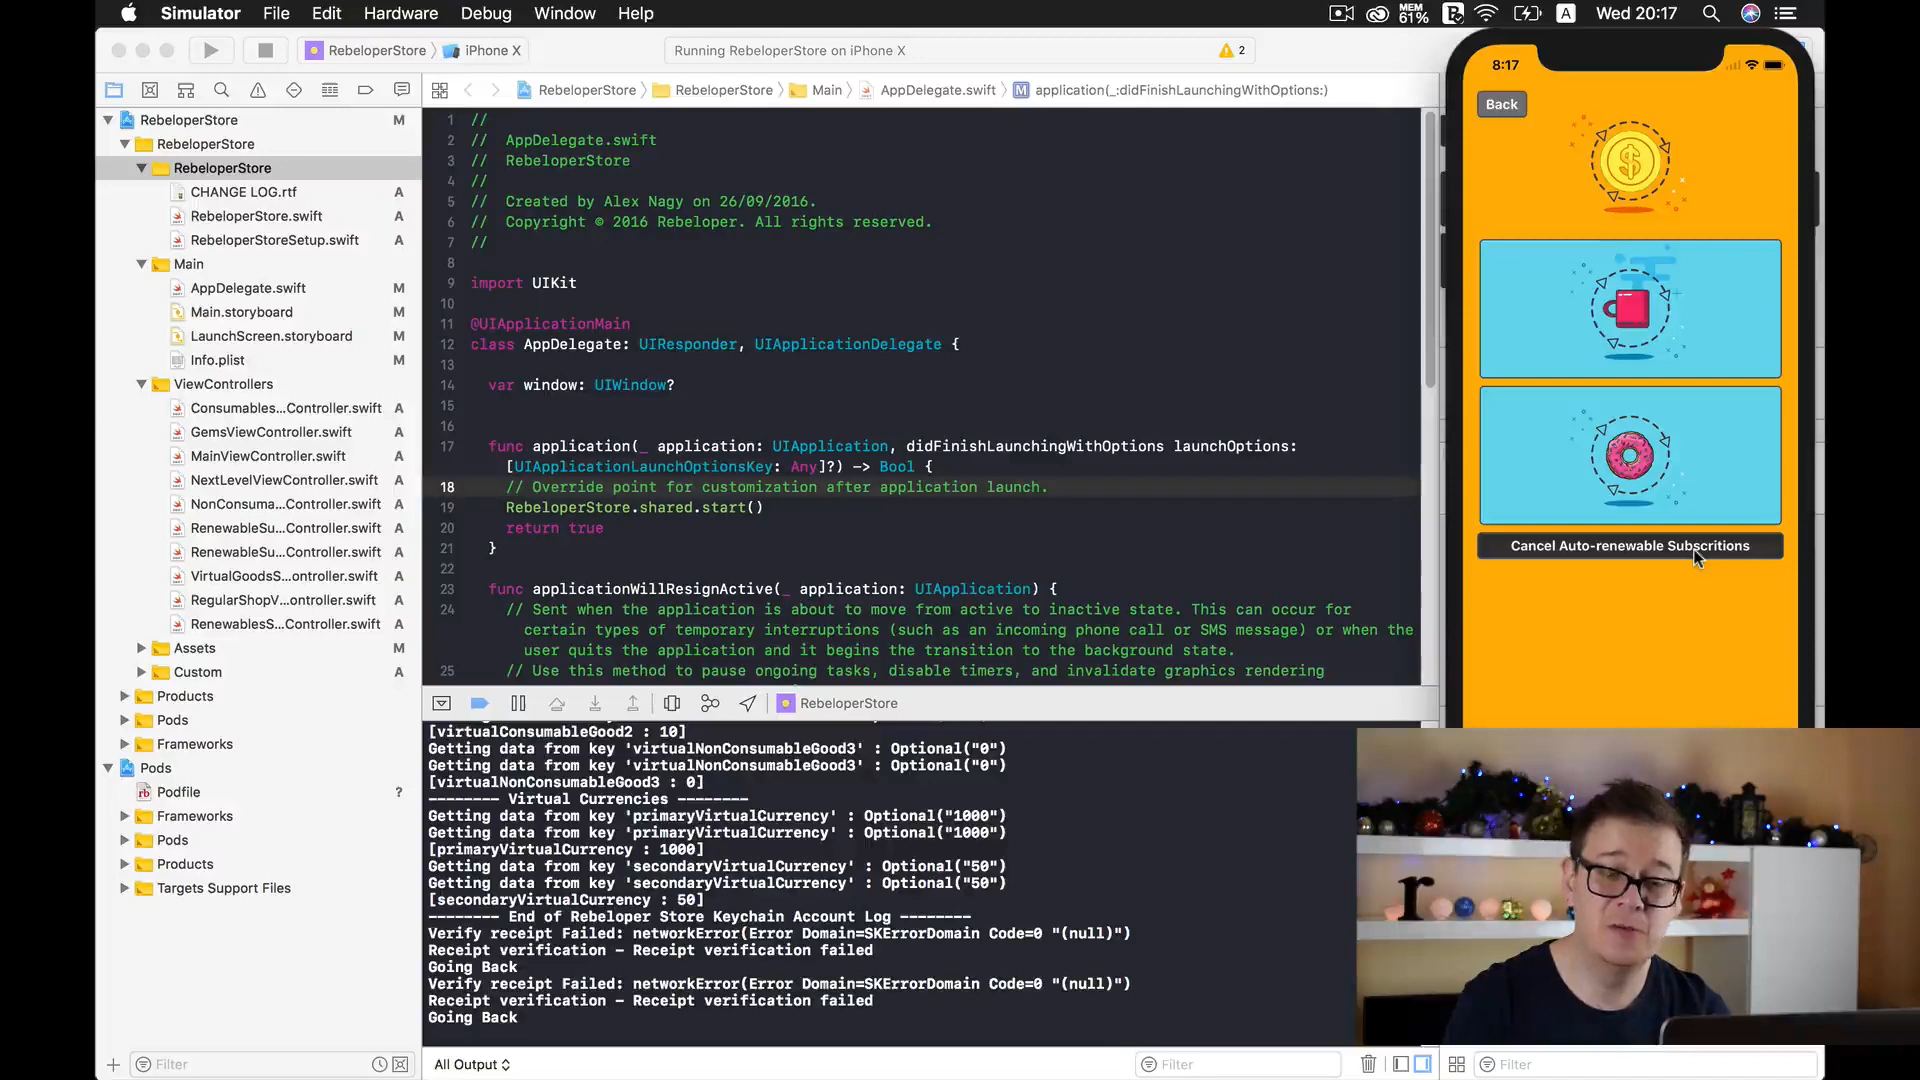 Simulator File Edit Hardware Debug Window Help MEM 61% A Wed 20:17
RebeloperStore iPhone X Running RebeloperStore on iPhone X 2
RebeloperStore RebeloperStore Main AppDelegate.swift M application(_:didFinishLaunchingWithOptions:)
RebeloperStore M
RebeloperStore
RebeloperStore
CHANGE LOG.rtf A
RebeloperStore.swift A
RebeloperStoreSetup.swift A
Main
AppDelegate.swift M
Main.storyboard M
LaunchScreen.storyboard M
Info.plist M
ViewControllers
Consumables...Controller.swift A
GemsViewController.swift A
MainViewController.swift A
NextLevelViewController.swift A
NonConsuma...Controller.swift A
RenewableSu...Controller.swift A
RenewableSu...Controller.swift A
VirtualGoodsS...ontroller.swift A
RegularShopV...ontroller.swift A
RenewablesS...Controller.swift A
Assets M
Custom A
Products
Pods
Frameworks
Pods
rb Podfile ?
Frameworks
Pods
Products
Targets Support Files
Filter
1 //
2 //  AppDelegate.swift
3 //  RebeloperStore
4 //
5 //  Created by Alex Nagy on 26/09/2016.
6 //  Copyright © 2016 Rebeloper. All rights reserved.
7 //
8
9 import UIKit
10
11 @UIApplicationMain
12 class AppDelegate: UIResponder, UIApplicationDelegate {
13
14 var window: UIWindow?
15
16
17 func application(_ application: UIApplication, didFinishLaunchingWithOptions launchOptions:
[UIApplicationLaunchOptionsKey: Any]?) -> Bool {
18 // Override point for customization after application launch.
19 RebeloperStore.shared.start()
20 return true
21 }
22
23 func applicationWillResignActive(_ application: UIApplication) {
24 // Sent when the application is about to move from active to inactive state. This can occur for
certain types of temporary interruptions (such as an incoming phone call or SMS message) or when the
user quits the application and it begins the transition to the background state.
25 // Use this method to pause ongoing tasks, disable timers, and invalidate graphics rendering
RebeloperStore
[virtualConsumableGood2 : 10]
Getting data from key 'virtualNonConsumableGood3' : Optional("0")
Getting data from key 'virtualNonConsumableGood3' : Optional("0")
[virtualNonConsumableGood3 : 0]
-------- Virtual Currencies --------
Getting data from key 'primaryVirtualCurrency' : Optional("1000")
Getting data from key 'primaryVirtualCurrency' : Optional("1000")
[primaryVirtualCurrency : 1000]
Getting data from key 'secondaryVirtualCurrency' : Optional("50")
Getting data from key 'secondaryVirtualCurrency' : Optional("50")
[secondaryVirtualCurrency : 50]
-------- End of Rebeloper Store Keychain Account Log --------
Verify receipt Failed: networkError(Error Domain=SKErrorDomain Code=0 "(null)")
Receipt verification - Receipt verification failed
Going Back
Verify receipt Failed: networkError(Error Domain=SKErrorDomain Code=0 "(null)")
Receipt verification - Receipt verification failed
Going Back
All Output Filter Filter
8:17
Back
$
Cancel Auto-renewable Subscritions
r